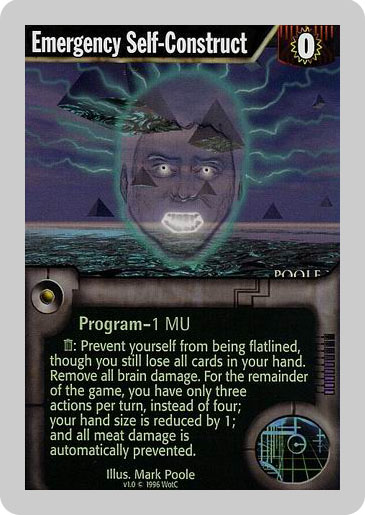 Emergency Self-Construct
0
POOLE
Program–1 MU
: Prevent yourself from being flatlined,
though you still lose all cards in your hand.
Remove all brain damage. For the remainder
of the game, you have only three
actions per turn, instead of four;
your hand size is reduced by 1;
and all meat damage is
automatically prevented.
Illus. Mark Poole
v1.0 © 1996 WotC